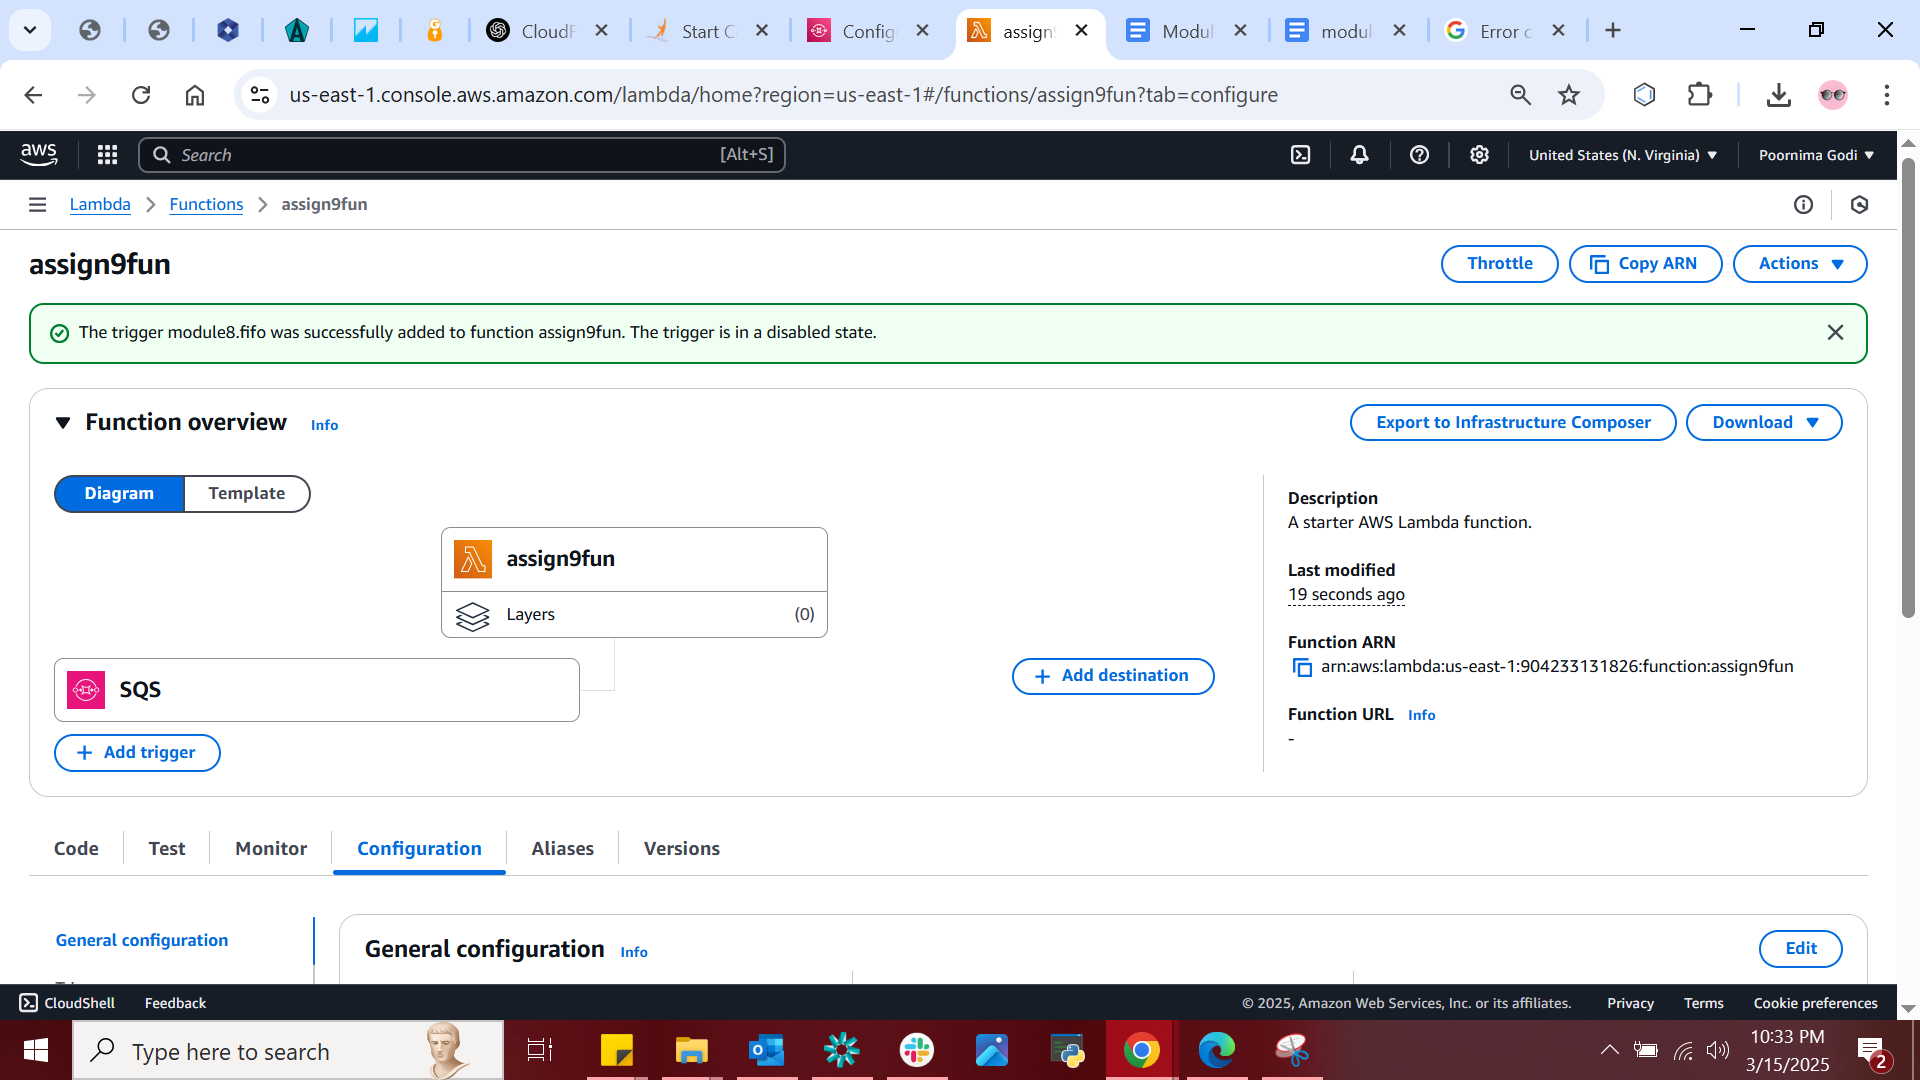 CloudF
Start C
Config
assign9
Modul
modul
Error c
us-east-1.console.aws.amazon.com/lambda/home?region=us-east-1#/functions/assign9fun?tab=configure
aws
Search
[Alt+S]
United States (N. Virginia)
Poornima Godi
Lambda
Functions
assign9fun
assign9fun
Throttle
Copy ARN
Actions
The trigger module8.fifo was successfully added to function assign9fun. The trigger is in a disabled state.
Function overview
Info
Export to Infrastructure Composer
Download
Diagram
Template
assign9fun
Layers
(0)
SQS
+ Add destination
+ Add trigger
Description
A starter AWS Lambda function.
Last modified
19 seconds ago
Function ARN
arn:aws:lambda:us-east-1:904233131826:function:assign9fun
Function URL
Info
-
Code
Test
Monitor
Configuration
Aliases
Versions
General configuration
General configuration
Info
Edit
CloudShell
Feedback
© 2025, Amazon Web Services, Inc. or its affiliates.
Privacy
Terms
Cookie preferences
Type here to search
10:33 PM
3/15/2025
2